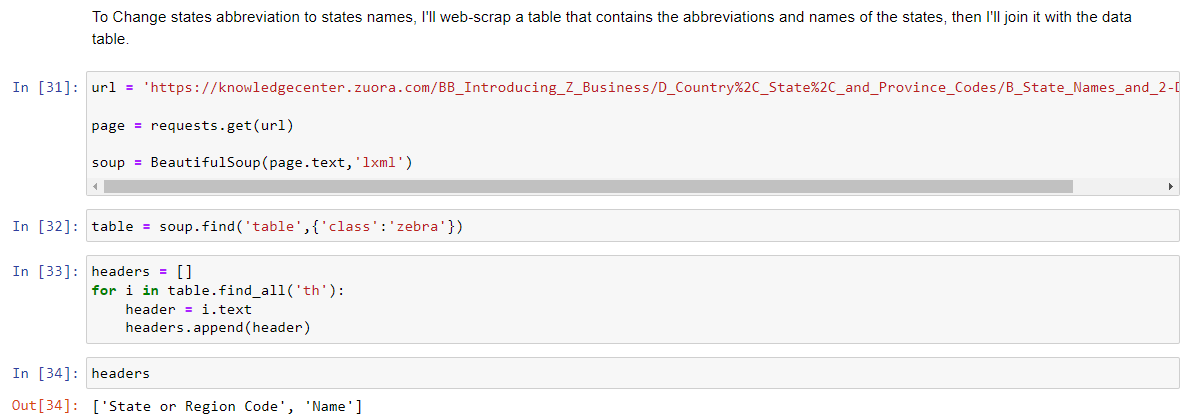 To Change states abbreviation to states names, I'll web-scrap a table that contains the abbreviations and names of the states, then I'll join it with the data
table.
In [31]: url = 'https://knowledgecenter.zuora.com/BB_Introducing_Z_Business/D_Country%2C_State%2C_and_Province_Codes/B_State_Names_and_2-
page = requests.get(url)
soup = BeautifulSoup(page.text,'lxml')
In [32]: table = soup.find('table',{'class':'zebra'})
In [33]: headers = []
for i in table.find_all('th'):
    header = i.text
    headers.append(header)
In [34]: headers
Out[34]: ['State or Region Code', 'Name']